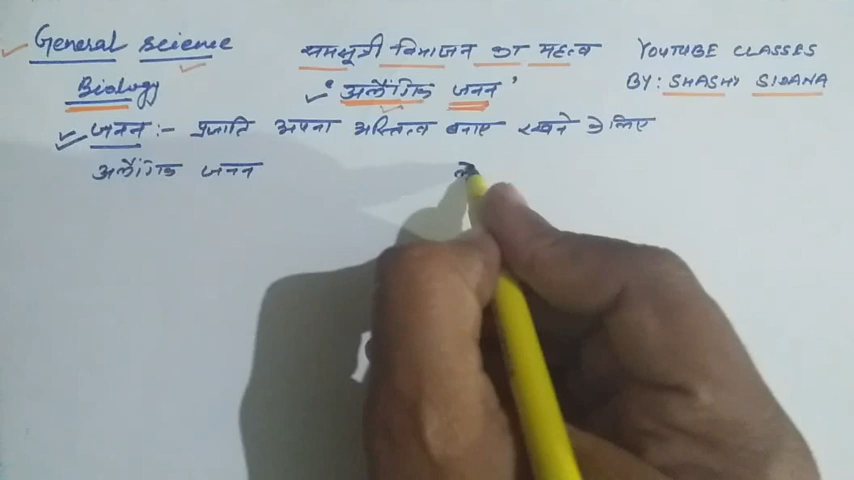 General Science समसूत्री विभाजन का महत्व YOUTUBE CLASSES
Biology 'अलैंगिक जनन' BY: SHASHI SIDANA
जनन :- प्रजाति अपना अस्तित्व बनाए रखने के लिए
अलैंगिक जनन